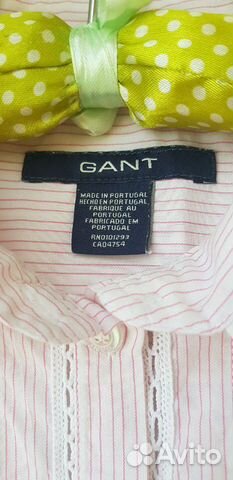 GANT
MADE IN PORTUGAL
HECHO EN PORTUGAL
FABRIQUE AU
PORTUGAL
FABRICADO EM
PORTUGAL
RN0101293
CA04754
Avito